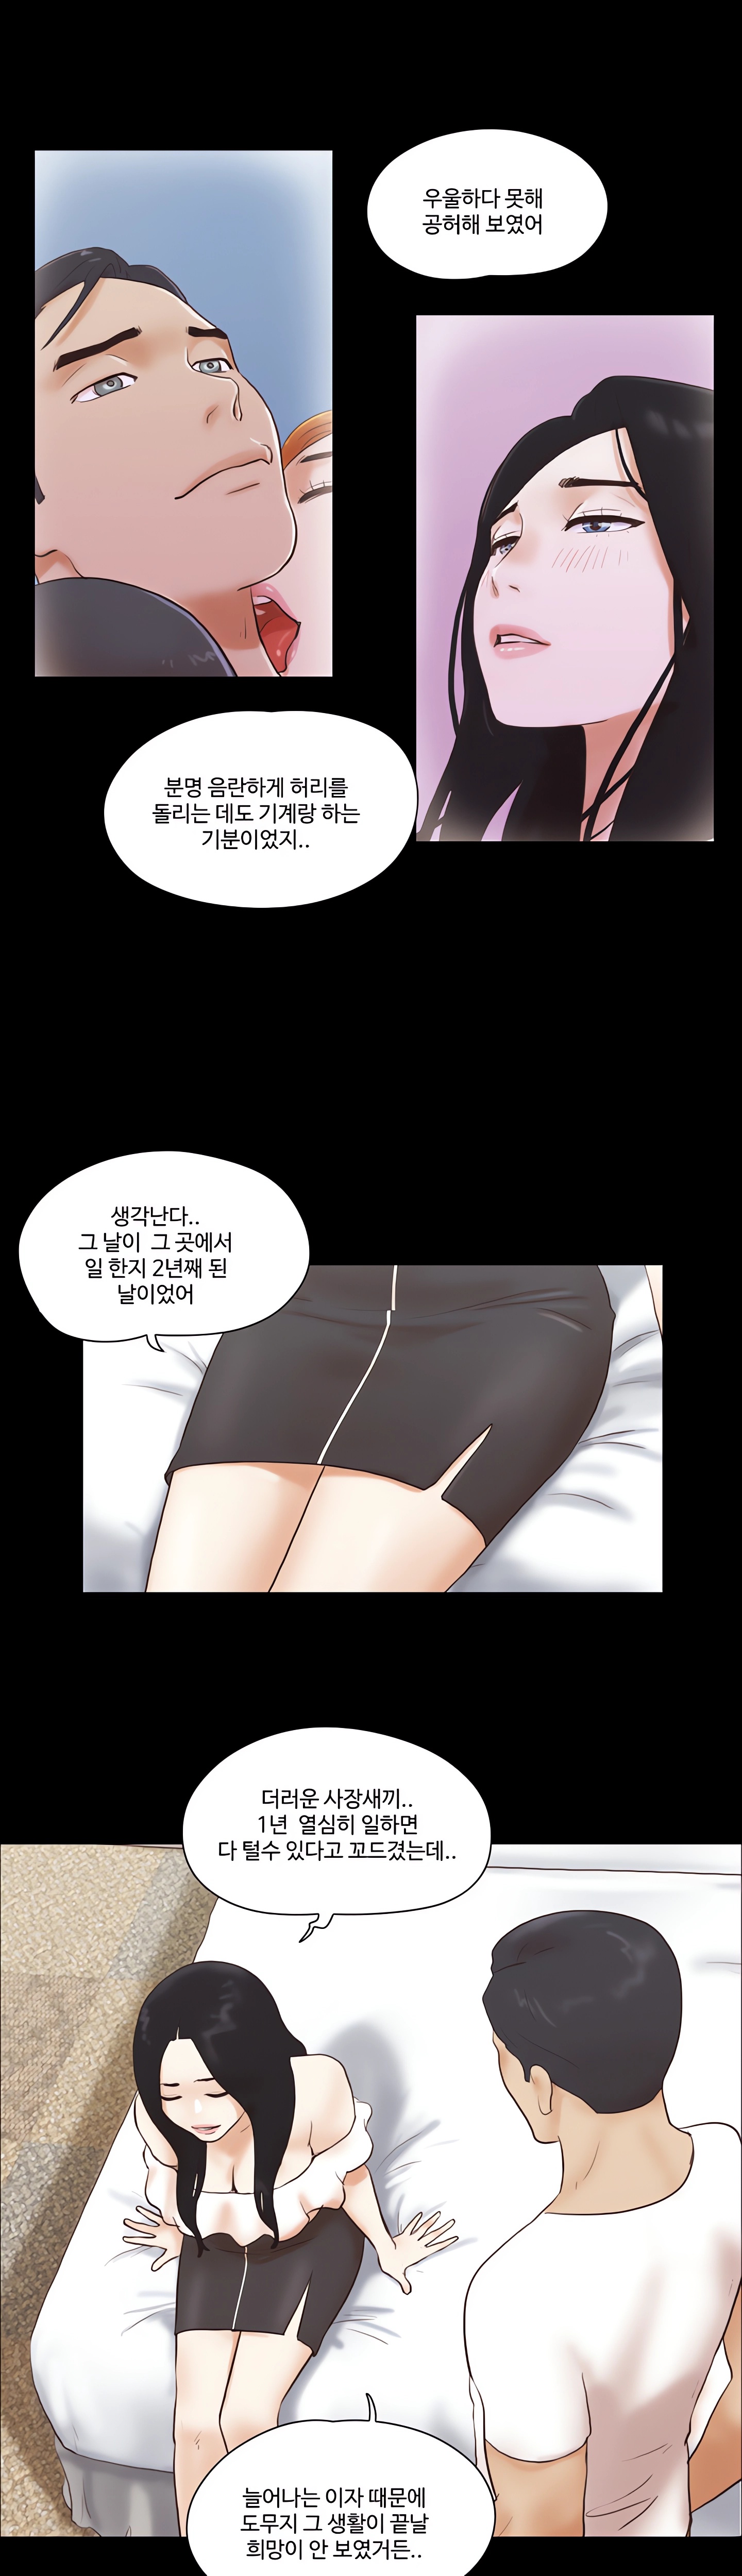 우울하다 못해
공허해 보였어
분명 음란하게 허리를
돌리는 데도 기계랑 하는
기분이었지..
생각난다..
그 날이 그 곳에서
일 한지 2년째 된
날이었어
더러운 사장새끼..
1년 열심히 일하면
다 털수 있다고 꼬드겼는데..
늘어나는 이자 때문에
도무지 그 생활이 끝날
희망이 안 보였거든..